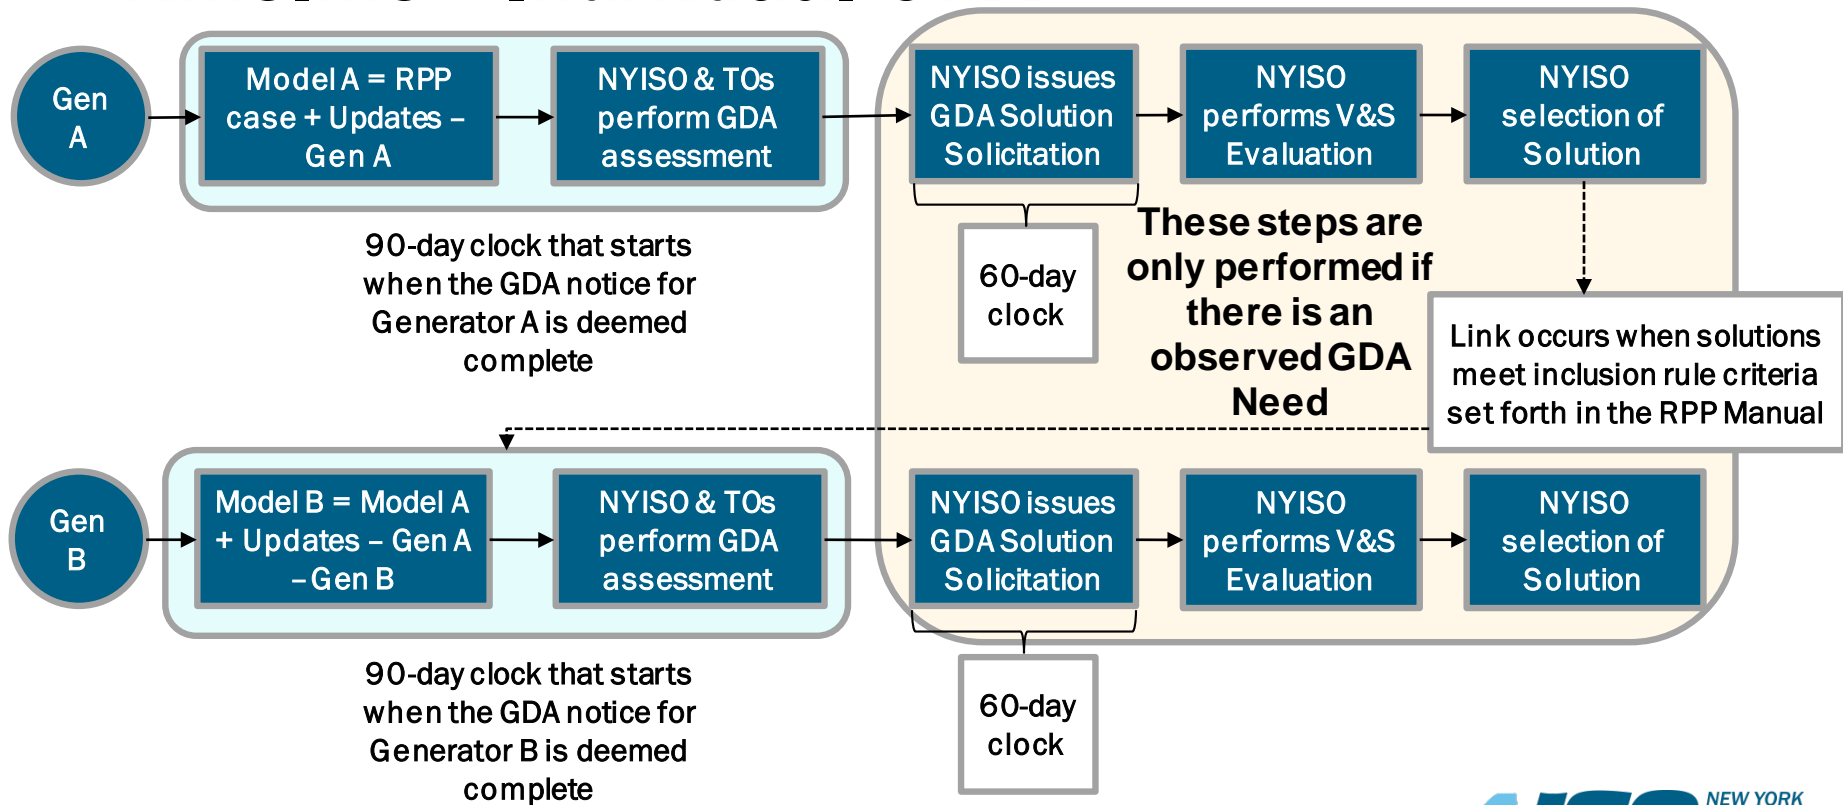 Gen
A
Model A = RPP
case + Updates –
Gen A
NYISO & TOs
perform GDA
assessment
NYISO issues
GDA Solution
Solicitation
NYISO
performs V&S
Evaluation
NYISO
selection of
Solution
90-day clock that starts
when the GDA notice for
Generator A is deemed
complete
60-day
clock
These steps are
only performed if
there is an
observed GDA
Need
Link occurs when solutions
meet inclusion rule criteria
set forth in the RPP Manual
Gen
B
Model B = Model A
+ Updates – Gen A
– Gen B
NYISO & TOs
perform GDA
assessment
NYISO issues
GDA Solution
Solicitation
NYISO
performs V&S
Evaluation
NYISO
selection of
Solution
90-day clock that starts
when the GDA notice for
Generator B is deemed
complete
60-day
clock
NEW YORK